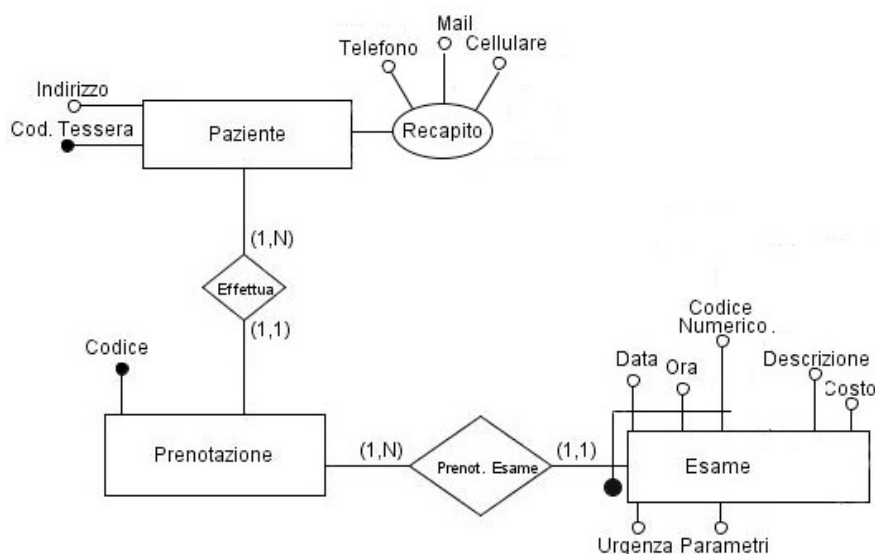 Mail
Telefono
Cellulare
Indirizzo
Cod. Tessera
Paziente
Recapito
(1,N)
Effettua
(1,1)
Codice
Codice
Numerico .
Data
Ora
Descrizione
Costo
Prenotazione
(1,N)
Prenot. Esame
(1,1)
Esame
Urgenza
Parametri